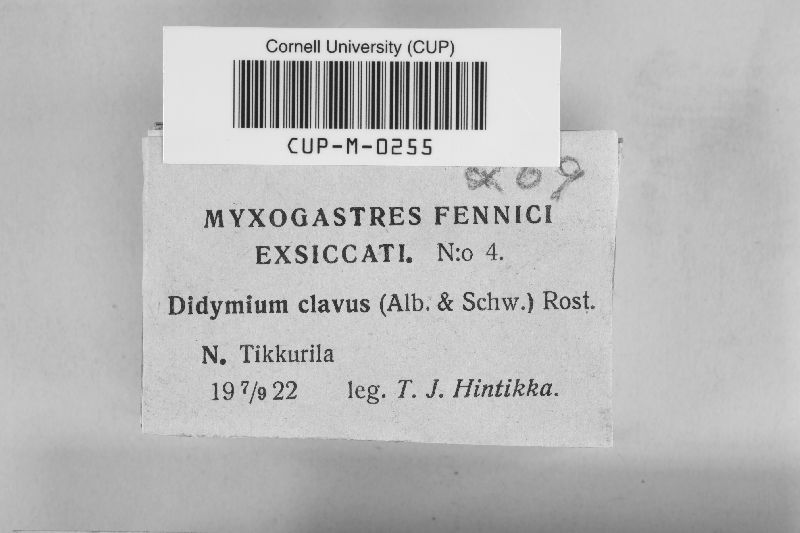 Cornell University (CUP)
CUP-M-0255
209
MYXOGASTRES FENNICI
EXSICCATI. N:o 4.
Didymium clavus (Alb. & Schw.) Rost.
N. Tikkurila
19 7/9 22 leg. T. J. Hintikka.